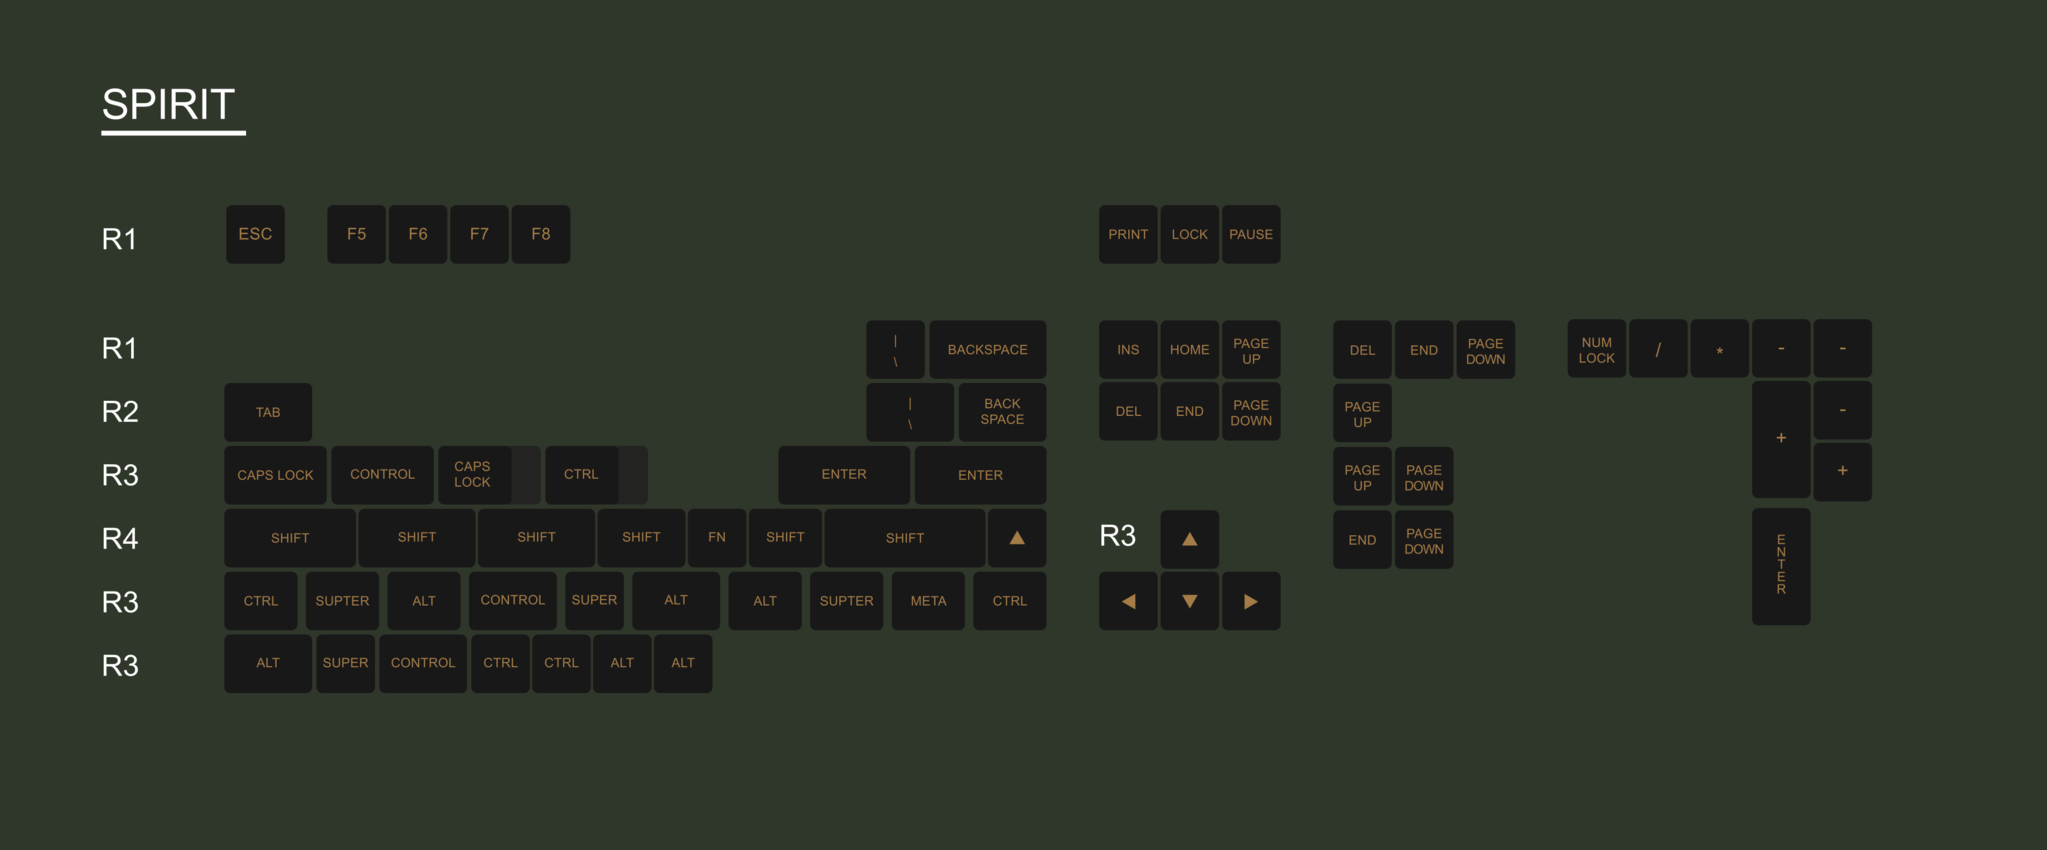 SPIRIT
R1 ESC F5 F6 F7 F8 PRINT LOCK PAUSE
R1 | \ BACKSPACE INS HOME PAGE UP DEL END PAGE DOWN NUM LOCK / * - -
R2 TAB | \ BACK SPACE DEL END PAGE DOWN PAGE UP + -
R3 CAPS LOCK CONTROL CAPS LOCK CTRL ENTER ENTER PAGE UP PAGE DOWN +
R4 SHIFT SHIFT SHIFT SHIFT FN SHIFT SHIFT ▲ R3 ▲ END PAGE DOWN ENTER
R3 CTRL SUPTER ALT CONTROL SUPER ALT ALT SUPTER META CTRL ◀ ▼ ▶
R3 ALT SUPER CONTROL CTRL CTRL ALT ALT